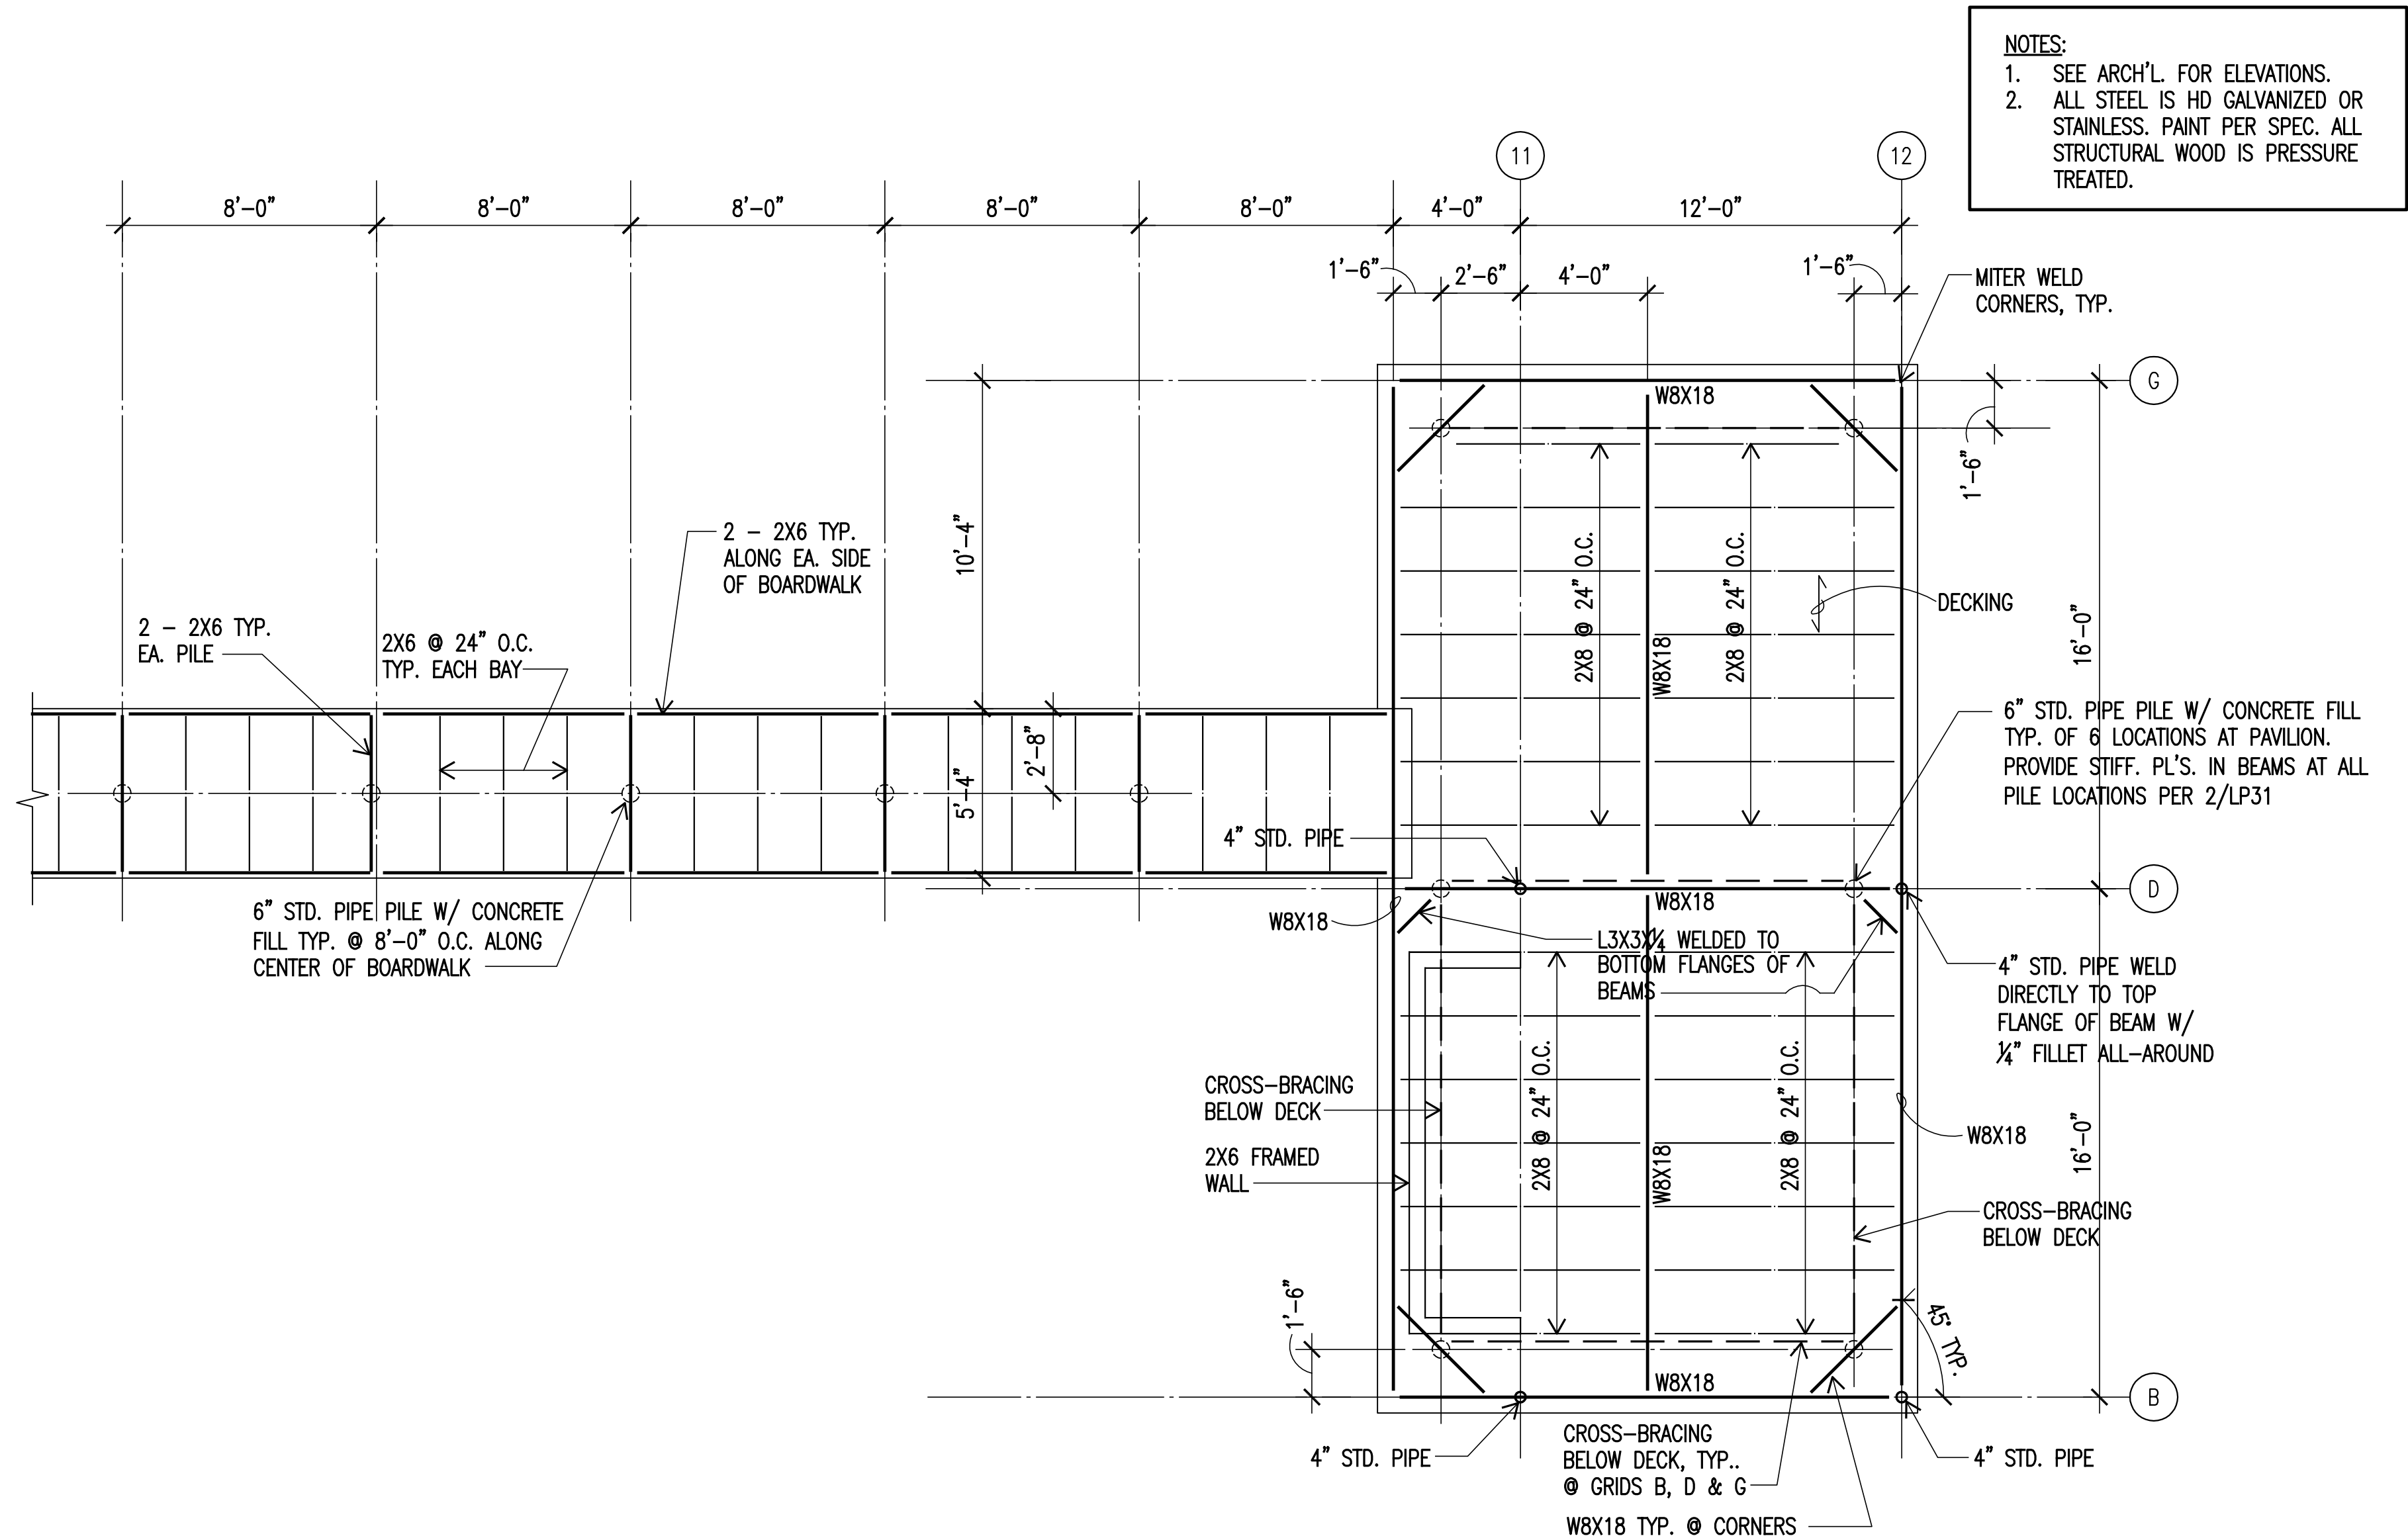 NOTES:
1. SEE ARCH'L. FOR ELEVATIONS.
2. ALL STEEL IS HD GALVANIZED OR
STAINLESS. PAINT PER SPEC. ALL
STRUCTURAL WOOD IS PRESSURE
TREATED.
11
12
8'-0"
8'-0"
8'-0"
8'-0"
8'-0"
4'-0"
12'-0"
1'-6"
2'-6"
4'-0"
1'-6"
MITER WELD
CORNERS, TYP.
G
W8X18
1'-6"
10'-4"
2 - 2X6 TYP.
ALONG EA. SIDE
OF BOARDWALK
2X8 @ 24" O.C.
2X8 @ 24" O.C.
W8X18
DECKING
16'-0"
2 - 2X6 TYP.
EA. PILE
2X6 @ 24" O.C.
TYP. EACH BAY
2'-8"
5'-4"
6" STD. PIPE PILE W/ CONCRETE FILL
TYP. OF 6 LOCATIONS AT PAVILION.
PROVIDE STIFF. PL'S. IN BEAMS AT ALL
PILE LOCATIONS PER 2/LP31
4" STD. PIPE
D
W8X18
W8X18
6" STD. PIPE PILE W/ CONCRETE
FILL TYP. @ 8'-0" O.C. ALONG
CENTER OF BOARDWALK
L3X3X¼ WELDED TO
BOTTOM FLANGES OF
BEAMS
4" STD. PIPE WELD
DIRECTLY TO TOP
FLANGE OF BEAM W/
¼" FILLET ALL-AROUND
CROSS-BRACING
BELOW DECK
2X6 FRAMED
WALL
2X8 @ 24" O.C.
W8X18
2X8 @ 24" O.C.
W8X18
16'-0"
CROSS-BRACING
BELOW DECK
1'-6"
45° TYP.
W8X18
B
4" STD. PIPE
CROSS-BRACING
BELOW DECK, TYP..
@ GRIDS B, D & G
4" STD. PIPE
W8X18 TYP. @ CORNERS